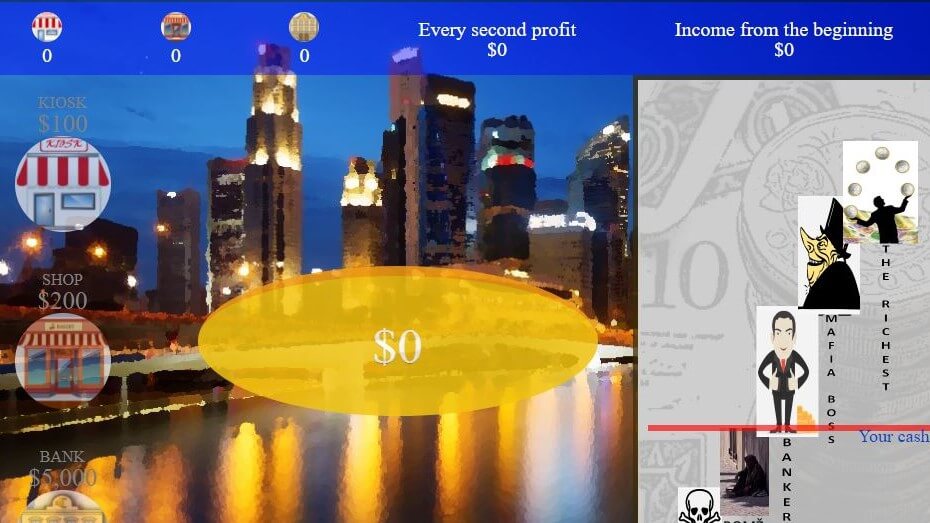 0
0
0
Every second profit
$0
Income from the beginning
$0
KIOSK
$100
KIOSK
SHOP
$200
BANK
$5,000
$0
10
THE RICHEST
MAFIA BOSS
Your cash
BANKER